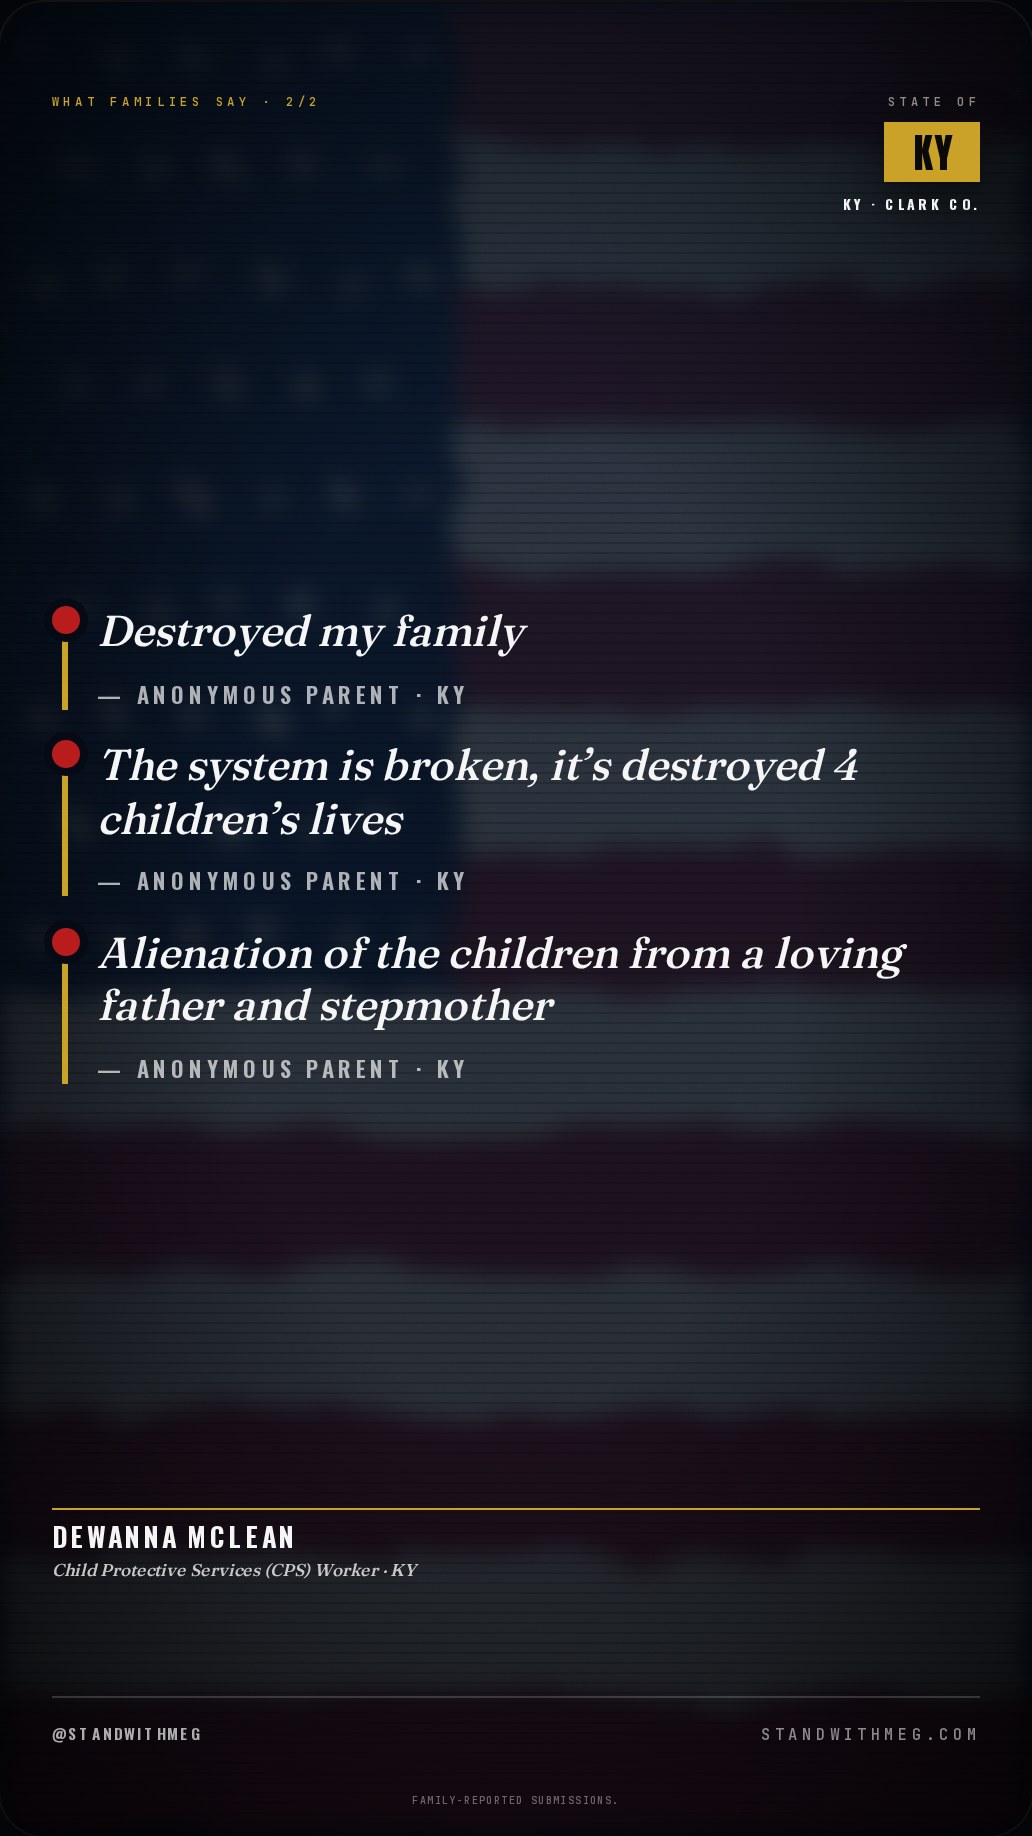 WHAT FAMILIES SAY · 2/2
STATE OF
KY
KY · CLARK CO.
Destroyed my family
— ANONYMOUS PARENT · KY
The system is broken, it’s destroyed 4
children’s lives
— ANONYMOUS PARENT · KY
Alienation of the children from a loving
father and stepmother
— ANONYMOUS PARENT · KY
DEWANNA MCLEAN
Child Protective Services (CPS) Worker · KY
@STANDWITHMEG
STANDWITHMEG.COM
FAMILY-REPORTED SUBMISSIONS.